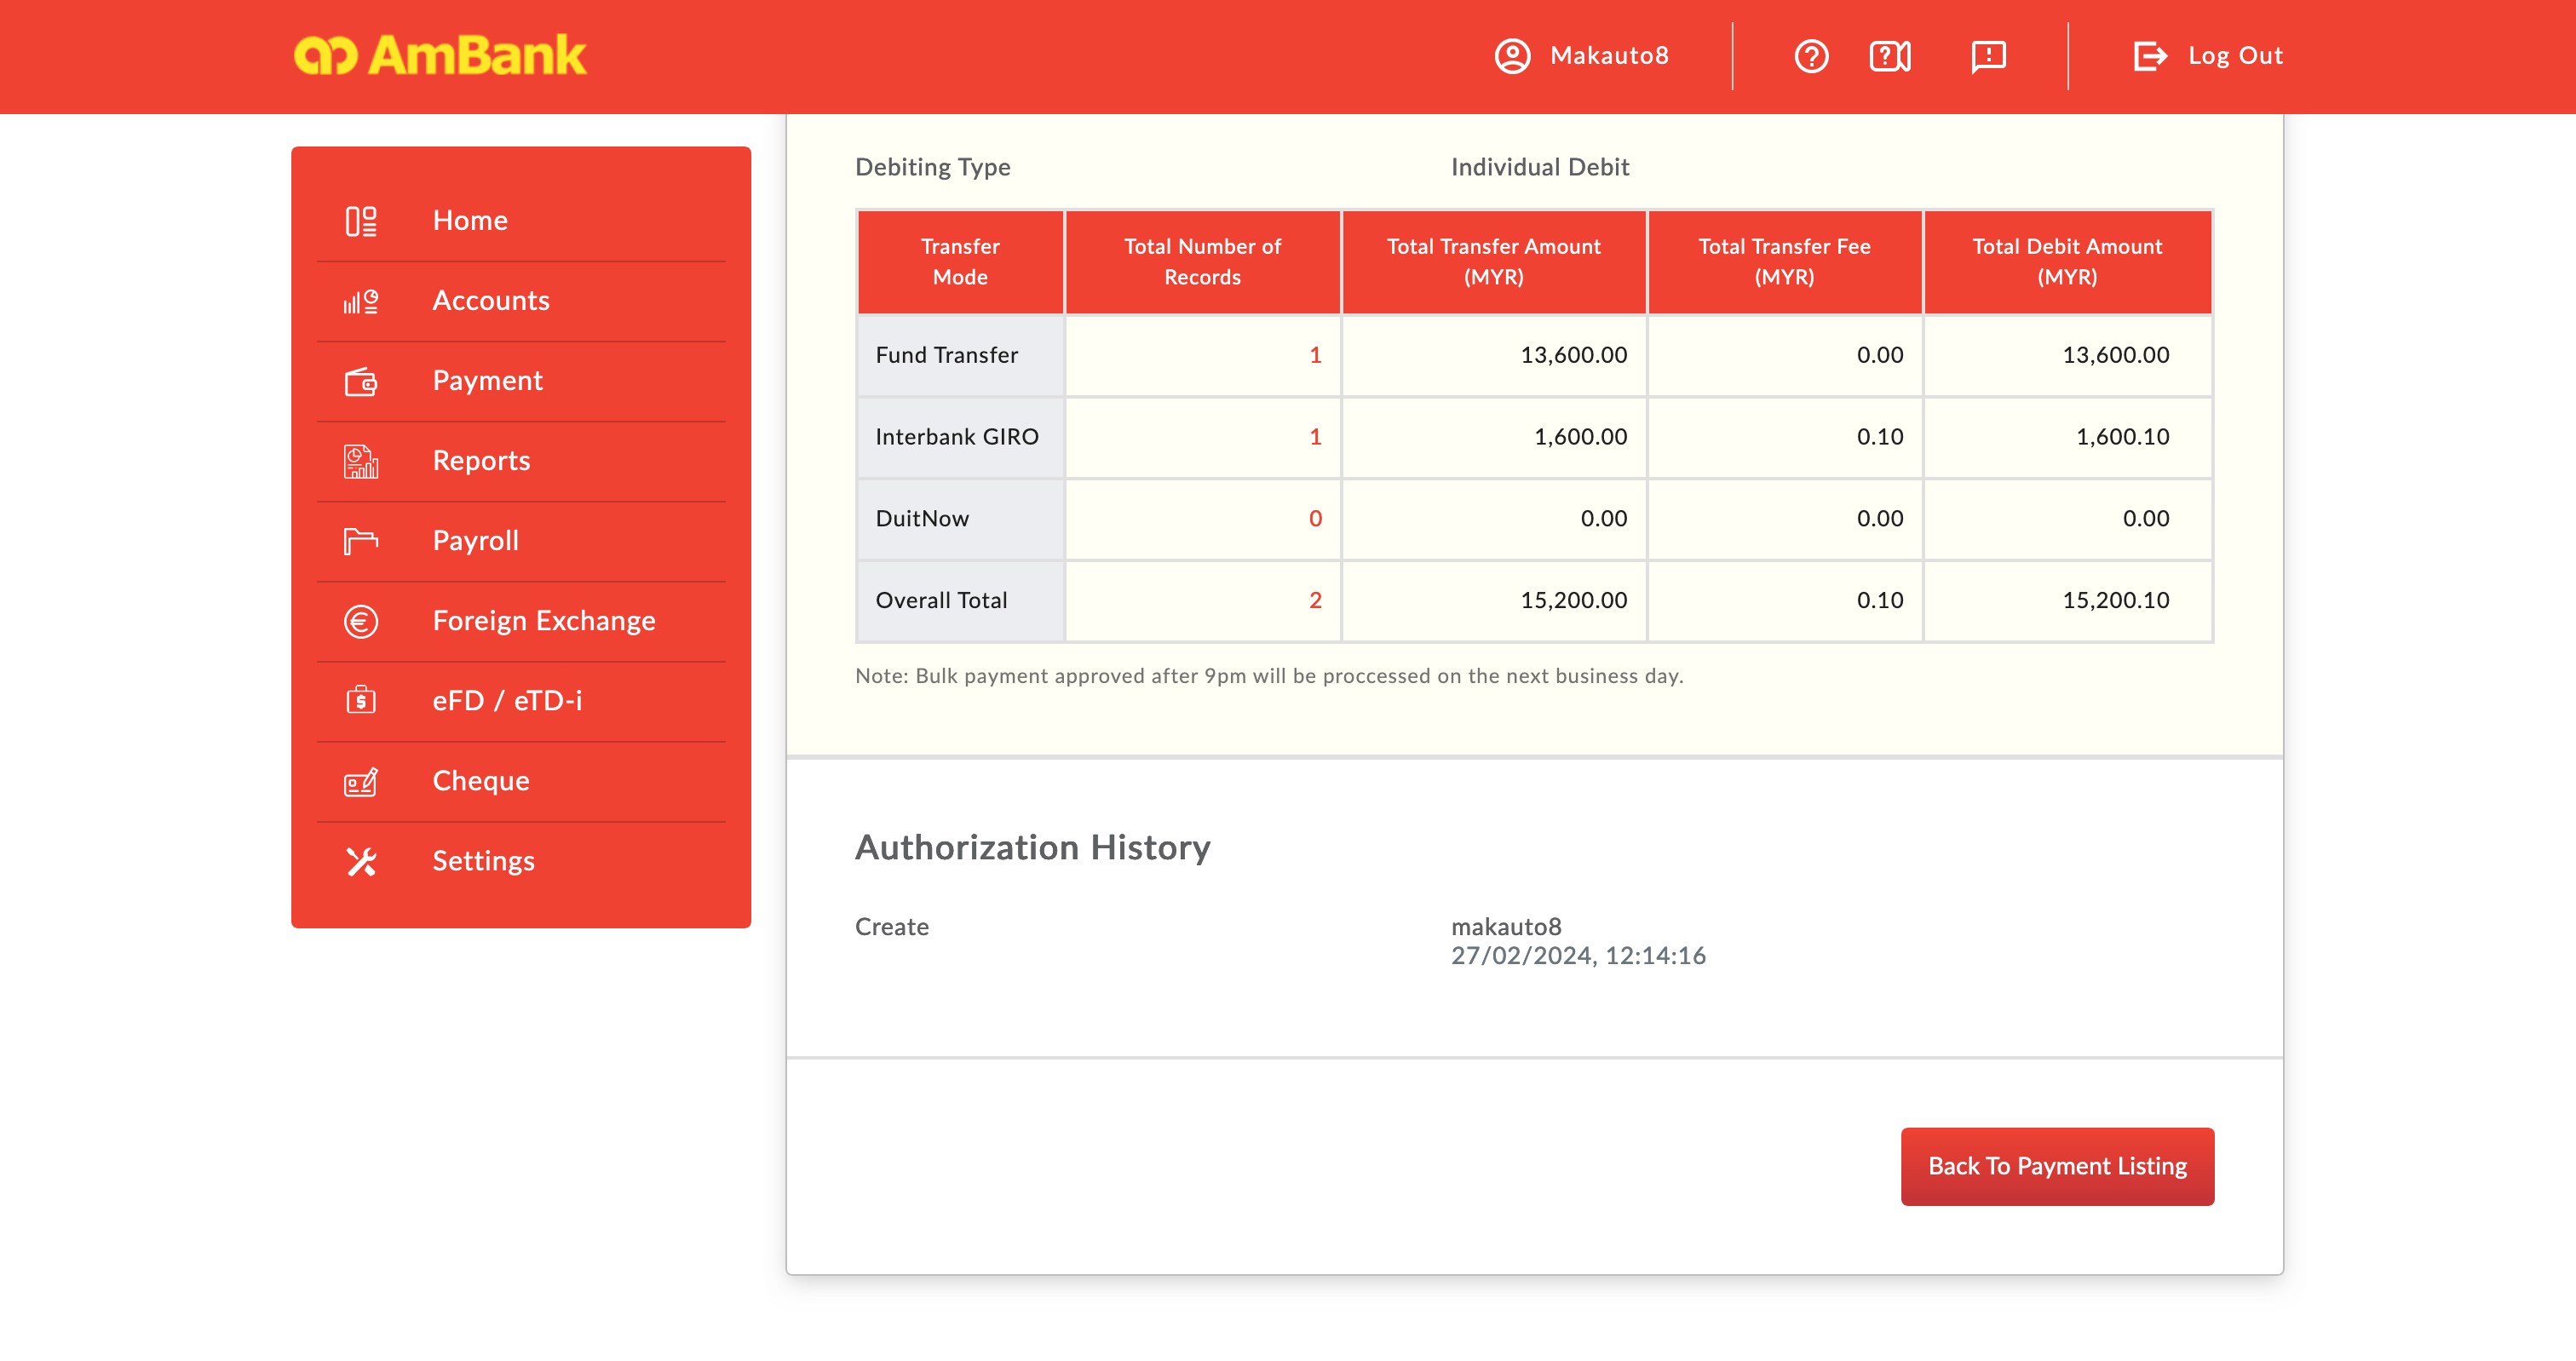 AmBank
Makauto8
Log Out
Home
Accounts
Payment
Reports
Payroll
Foreign Exchange
eFD / eTD-i
Cheque
Settings
Debiting Type Individual Debit
Transfer Mode Total Number of Records Total Transfer Amount (MYR) Total Transfer Fee (MYR) Total Debit Amount (MYR)
Fund Transfer 1 13,600.00 0.00 13,600.00
Interbank GIRO 1 1,600.00 0.10 1,600.10
DuitNow 0 0.00 0.00 0.00
Overall Total 2 15,200.00 0.10 15,200.10
Note: Bulk payment approved after 9pm will be proccessed on the next business day.
Authorization History
Create makauto8
27/02/2024, 12:14:16
Back To Payment Listing